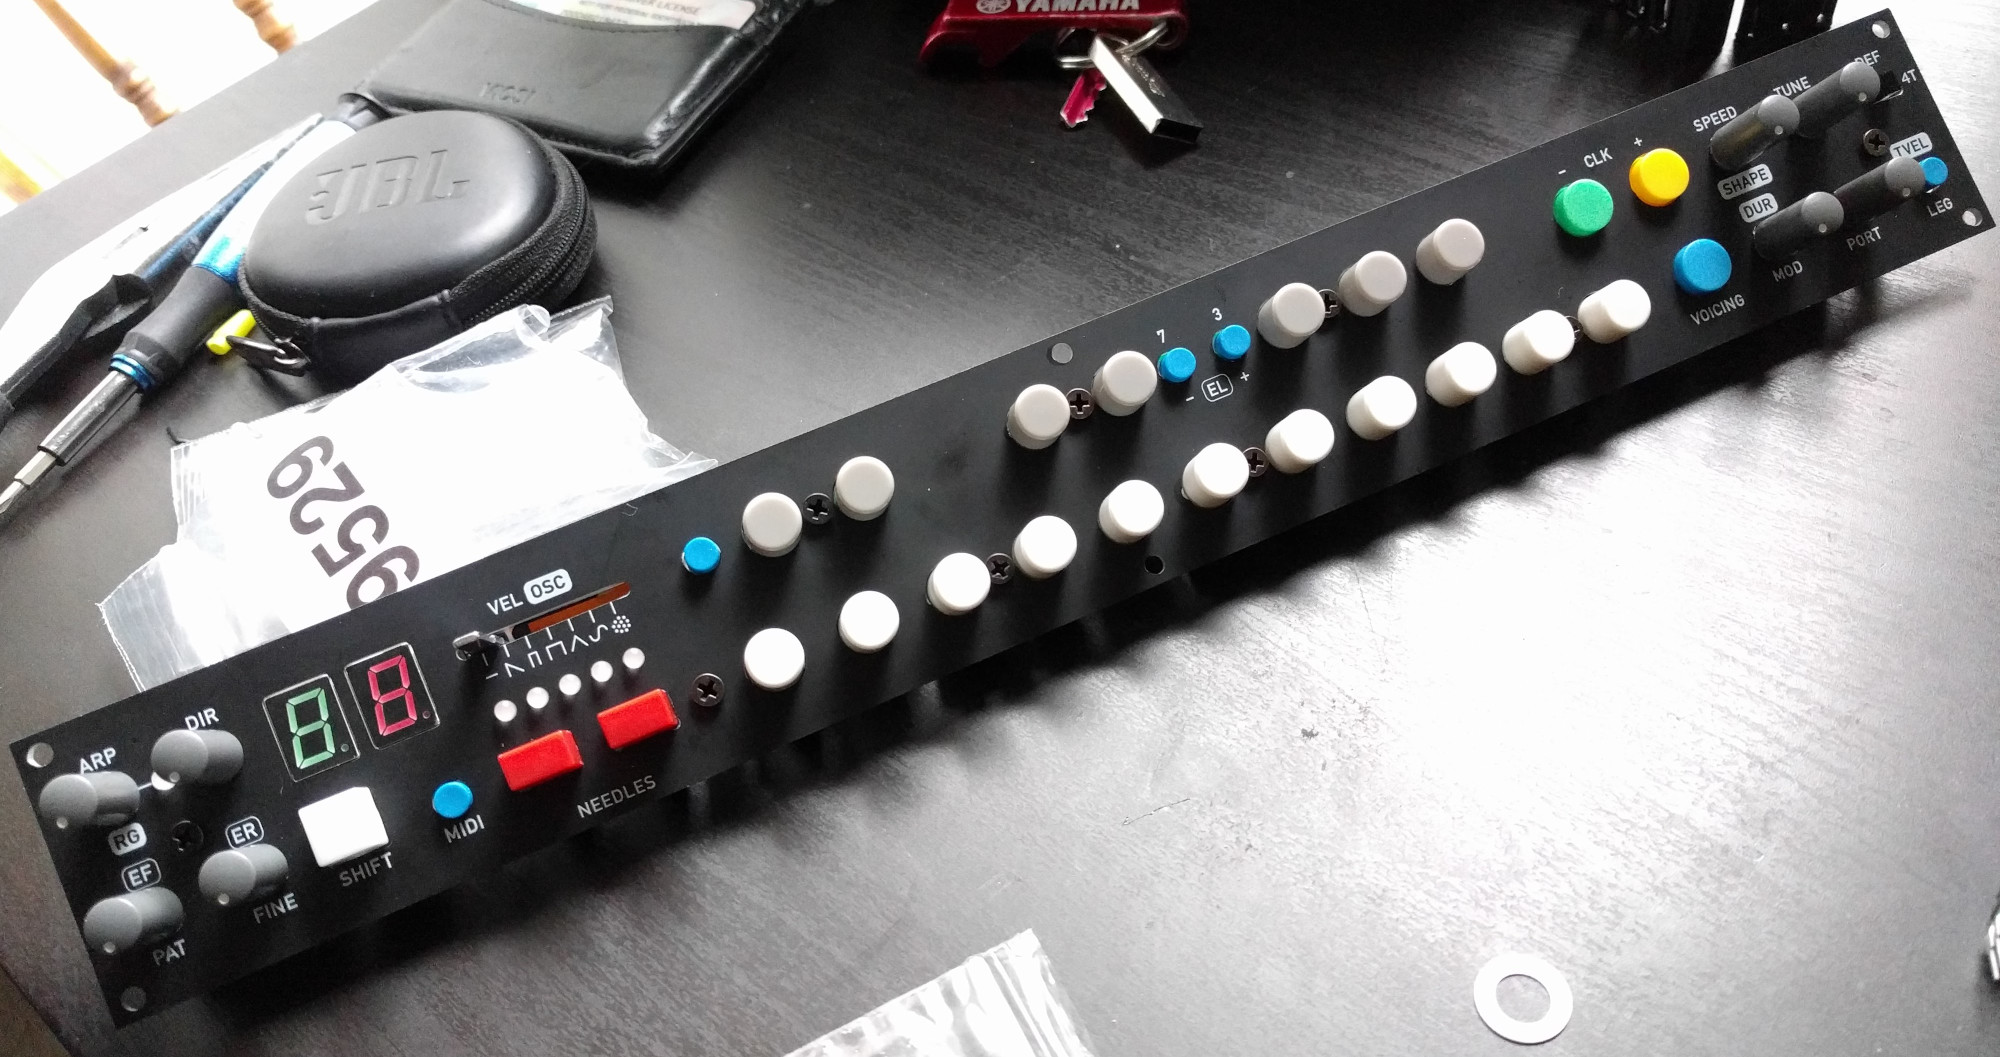 YAMAHA
JBL
9529
DEF
4T
TUNE
SPEED
TVEL
SHAPE
DUR
LEG
PORT
MOD
- CLK +
VOICING
7
3
- EL +
VEL OSC
DIR
ARP
RG
ER
EF
FINE
PAT
SHIFT
MIDI
NEEDLES